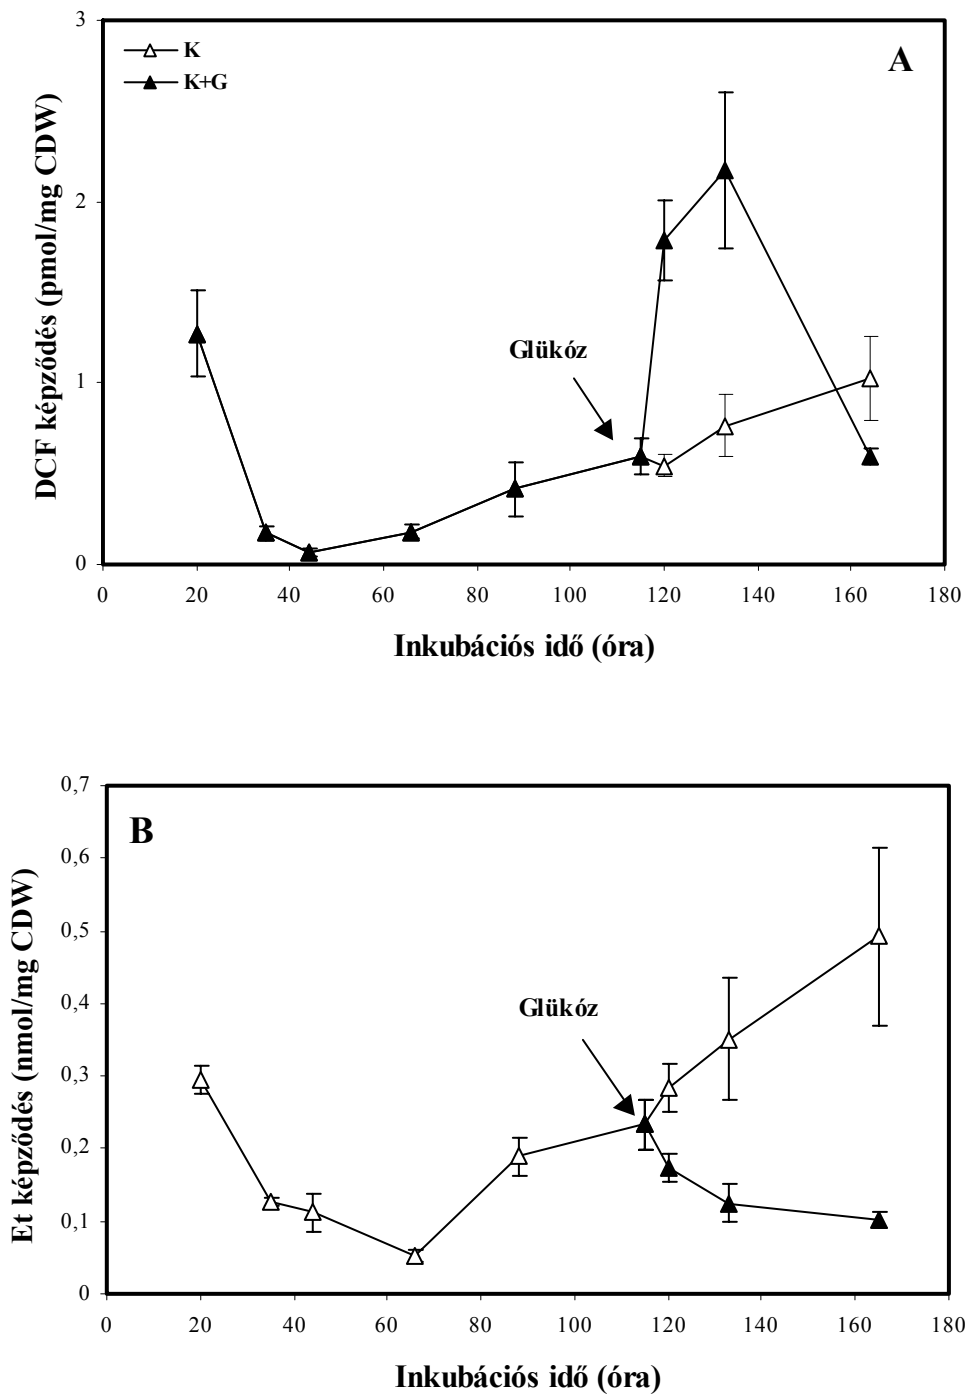 K
K+G
A
DCF képződés (pmol/mg CDW)
3
2
1
0
Glükóz
0 20 40 60 80 100 120 140 160 180
Inkubációs idő (óra)
B
Et képződés (nmol/mg CDW)
0,7
0,6
0,5
0,4
0,3
0,2
0,1
0
Glükóz
0 20 40 60 80 100 120 140 160 180
Inkubációs idő (óra)